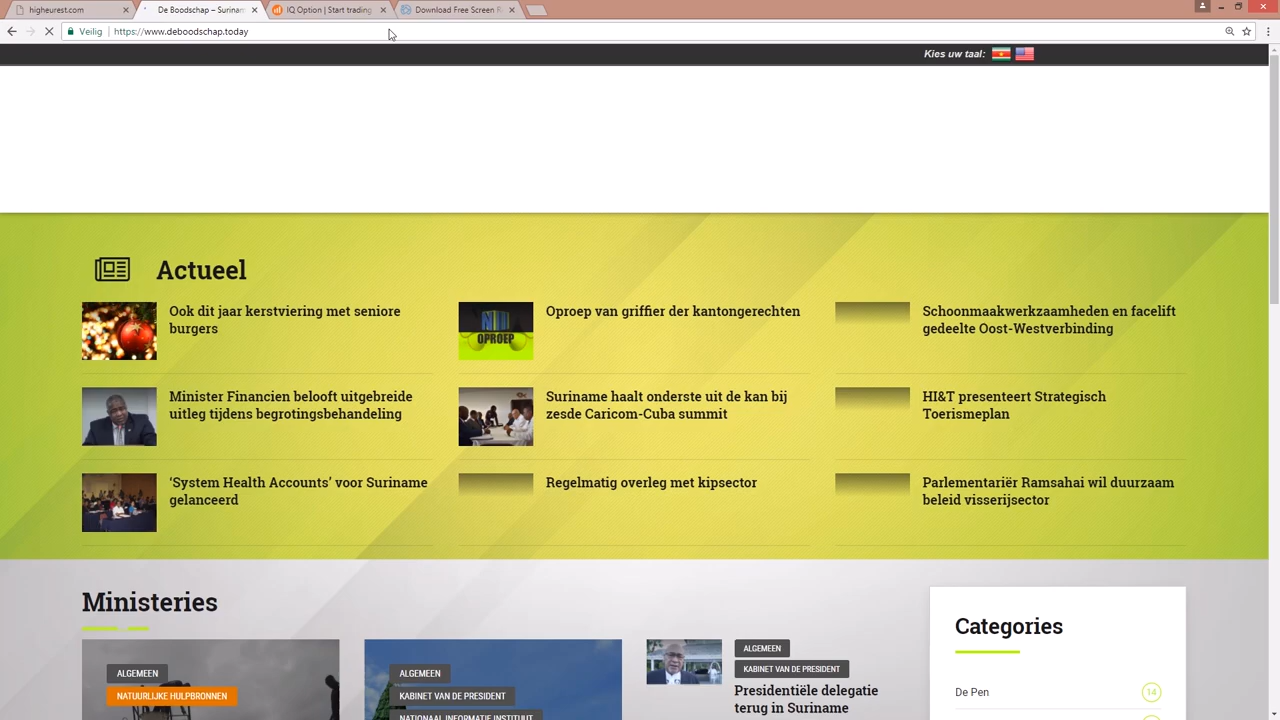 higheurest.com
De Boodschap – Surinam
IQ Option | Start trading
Download Free Screen R
Veilig
https://www.deboodschap.today
Kies uw taal:
Actueel
Ook dit jaar kerstviering met seniore
burgers
Oproep van griffier der kantongerechten
Schoonmaakwerkzaamheden en facelift
gedeelte Oost-Westverbinding
OPROEP
Minister Financien belooft uitgebreide
uitleg tijdens begrotingsbehandeling
Suriname haalt onderste uit de kan bij
zesde Caricom-Cuba summit
HI&T presenteert Strategisch
Toerismeplan
‘System Health Accounts’ voor Suriname
gelanceerd
Regelmatig overleg met kipsector
Parlementariër Ramsahai wil duurzaam
beleid visserijsector
Ministeries
ALGEMEEN
NATUURLIJKE HULPBRONNEN
ALGEMEEN
KABINET VAN DE PRESIDENT
NATIONAAL INFORMATIE INSTITUUT
ALGEMEEN
KABINET VAN DE PRESIDENT
Presidentiële delegatie
terug in Suriname
Categories
De Pen
14